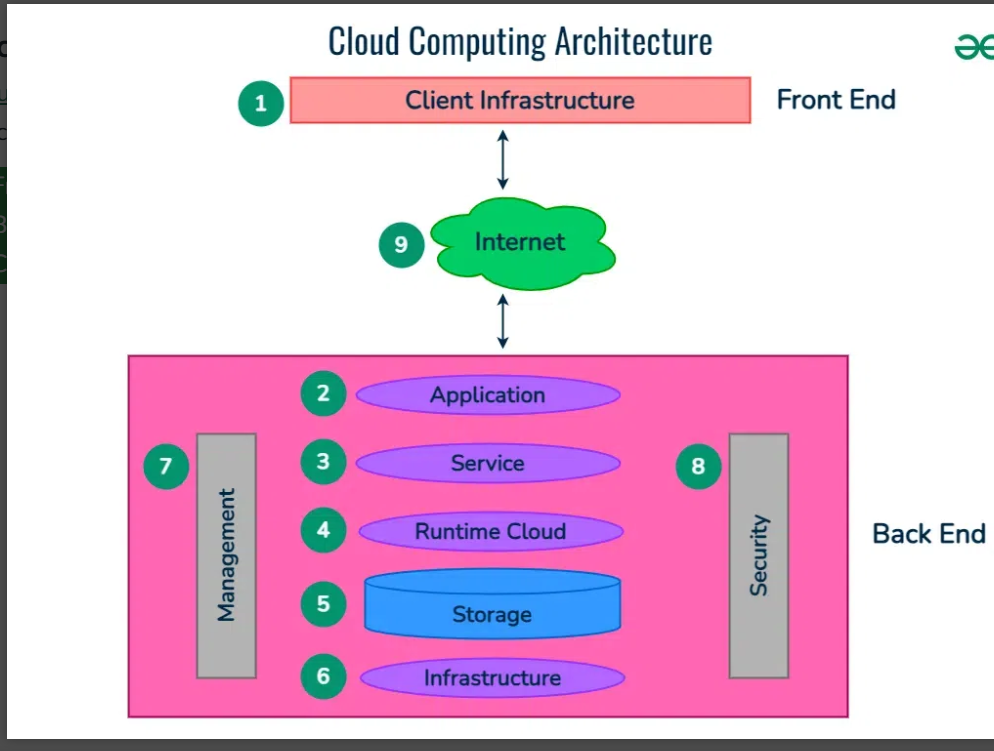 Cloud Computing Architecture
1
Client Infrastructure
Front End
9
Internet
2
Application
3
Service
7
8
4
Runtime Cloud
Back End
Management
Security
5
Storage
6
Infrastructure